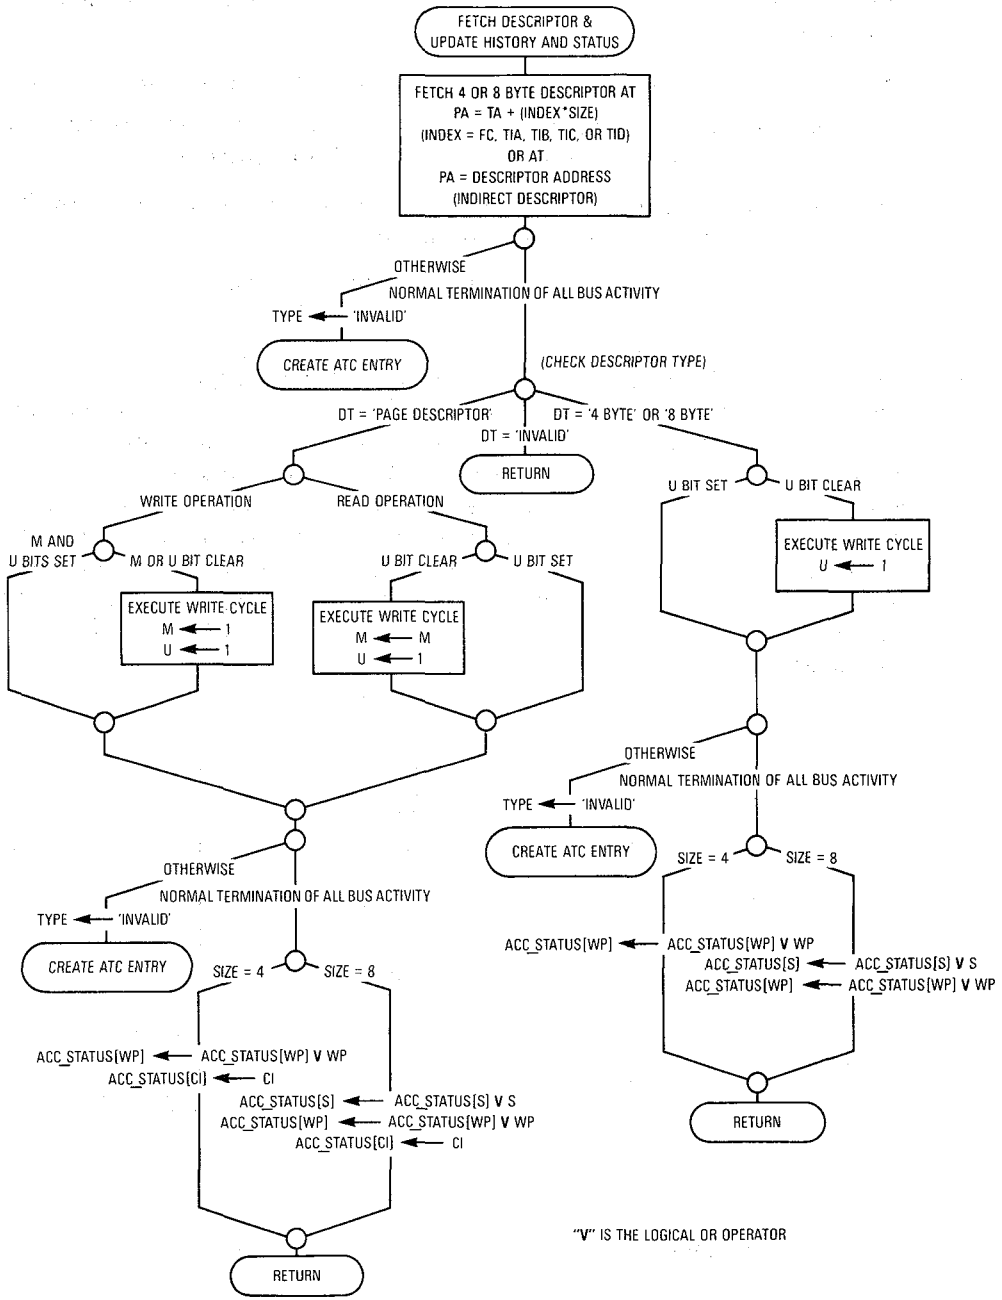 FETCH DESCRIPTOR &
UPDATE HISTORY AND STATUS
FETCH 4 OR 8 BYTE DESCRIPTOR AT
PA = TA + (INDEX*SIZE)
(INDEX = FC, TIA, TIB, TIC, OR TID)
OR AT
PA = DESCRIPTOR ADDRESS
(INDIRECT DESCRIPTOR)
OTHERWISE
NORMAL TERMINATION OF ALL BUS ACTIVITY
TYPE ← 'INVALID'
CREATE ATC ENTRY
(CHECK DESCRIPTOR TYPE)
DT = 'PAGE DESCRIPTOR'
DT = '4 BYTE' OR '8 BYTE'
DT = 'INVALID'
RETURN
WRITE OPERATION
READ OPERATION
U BIT SET
U BIT CLEAR
M AND
U BITS SET
M OR U BIT CLEAR
U BIT CLEAR
U BIT SET
EXECUTE WRITE CYCLE
U ← 1
EXECUTE WRITE CYCLE
M ← 1
U ← 1
EXECUTE WRITE CYCLE
M ← M
U ← 1
OTHERWISE
NORMAL TERMINATION OF ALL BUS ACTIVITY
TYPE ← 'INVALID'
CREATE ATC ENTRY
SIZE = 4
SIZE = 8
ACC_STATUS[WP] ← ACC_STATUS[WP] V WP
ACC_STATUS[S] ← ACC_STATUS[S] V S
ACC_STATUS[WP] ← ACC_STATUS[WP] V WP
RETURN
OTHERWISE
NORMAL TERMINATION OF ALL BUS ACTIVITY
TYPE ← 'INVALID'
CREATE ATC ENTRY
SIZE = 4
SIZE = 8
ACC_STATUS[WP] ← ACC_STATUS[WP] V WP
ACC_STATUS[CI] ← CI
ACC_STATUS[S] ← ACC_STATUS[S] V S
ACC_STATUS[WP] ← ACC_STATUS[WP] V WP
ACC_STATUS[CI] ← CI
RETURN
"V" IS THE LOGICAL OR OPERATOR